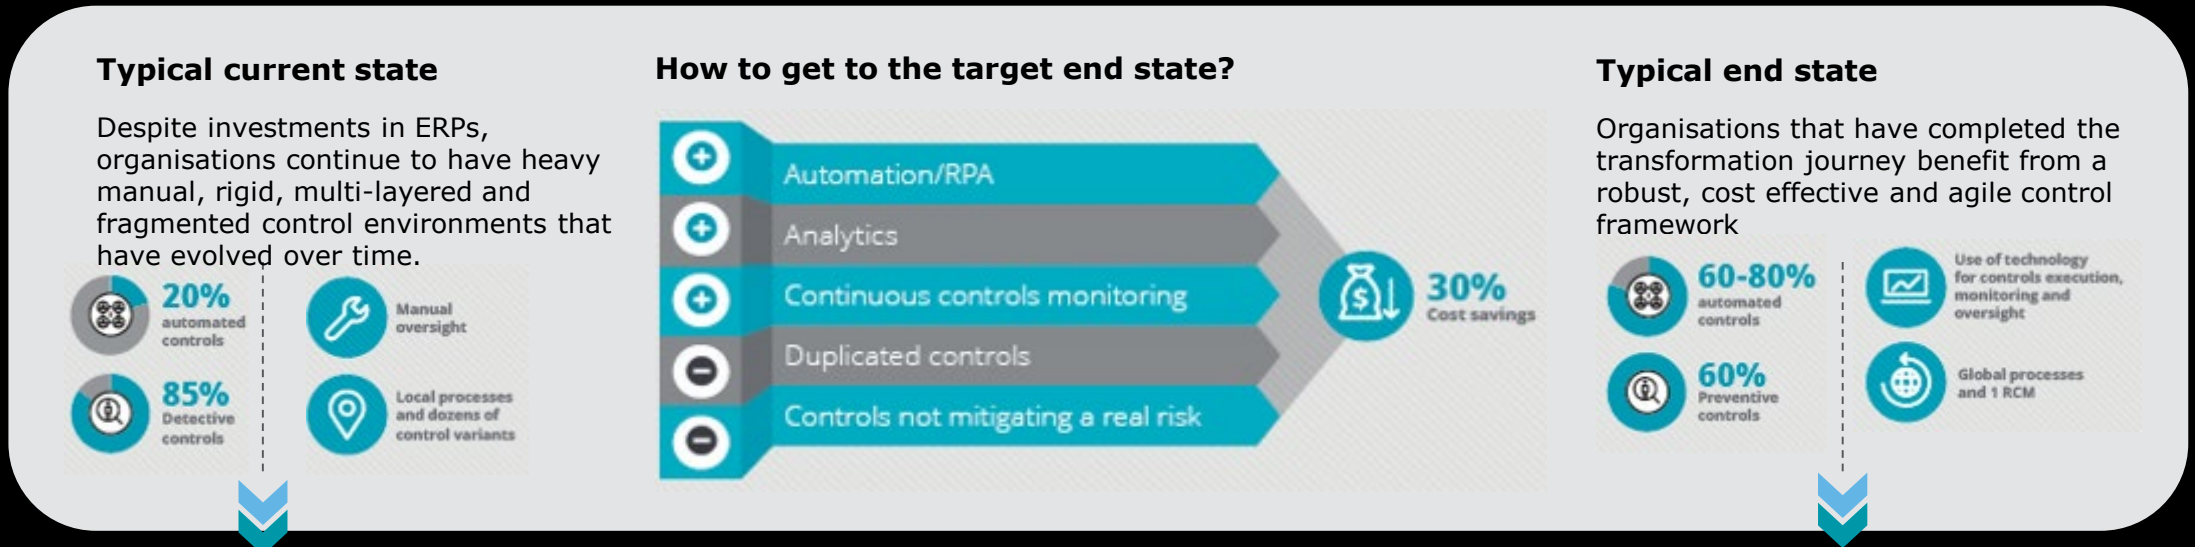 Typical current state
Despite investments in ERPs,
organisations continue to have heavy
manual, rigid, multi-layered and
fragmented control environments that
have evolved over time.
20%
automated
controls
85%
Detective
controls
Manual
oversight
Local processes
and dozens of
control variants
How to get to the target end state?
Automation/RPA
Analytics
Continuous controls monitoring
Duplicated controls
Controls not mitigating a real risk
$
30%
Cost savings
Typical end state
Organisations that have completed the
transformation journey benefit from a
robust, cost effective and agile control
framework
60-80%
automated
controls
60%
Preventive
controls
Use of technology
for controls execution,
monitoring and
oversight
Global processes
and 1 RCM